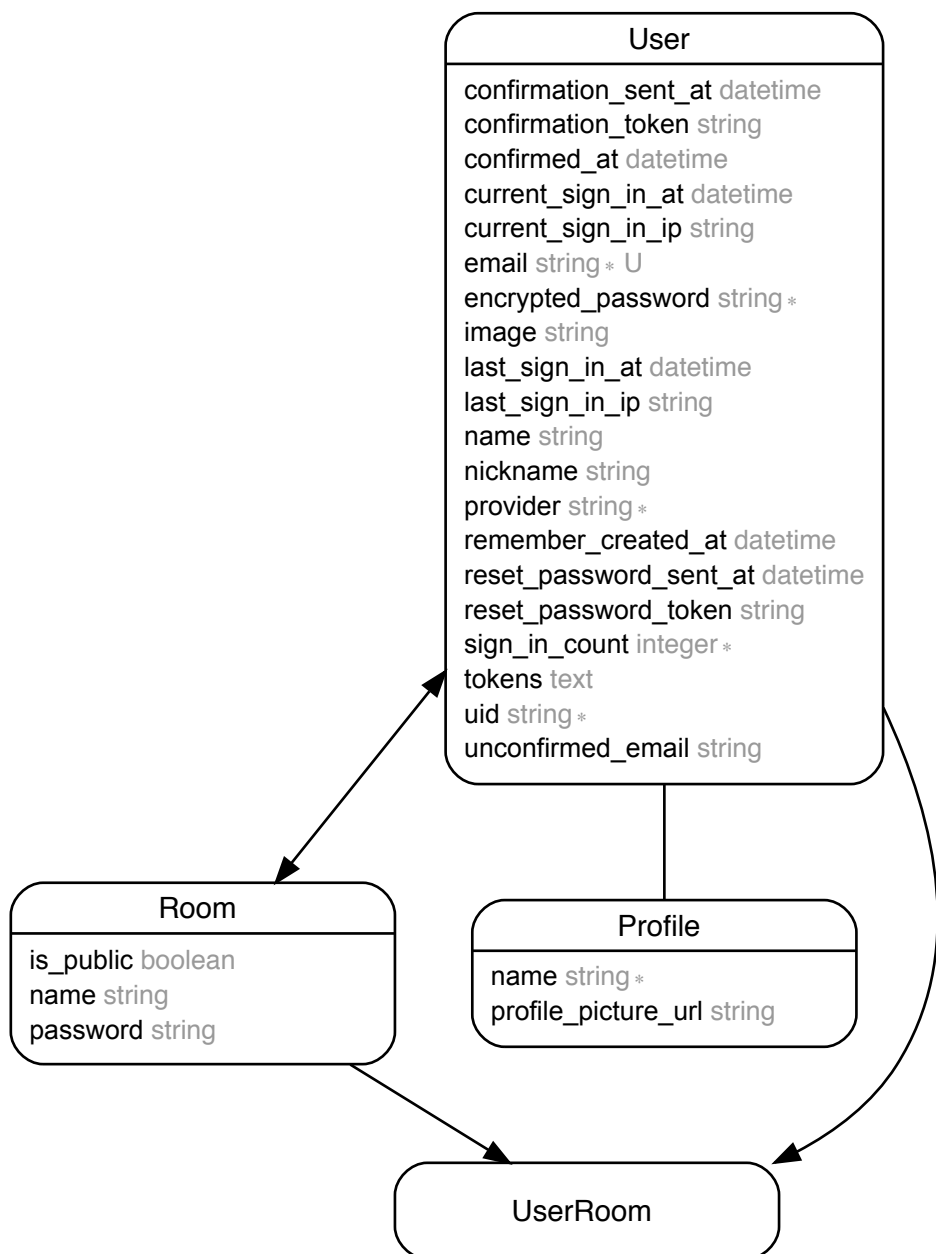 User
confirmation_sent_at datetime
confirmation_token string
confirmed_at datetime
current_sign_in_at datetime
current_sign_in_ip string
email string * U
encrypted_password string *
image string
last_sign_in_at datetime
last_sign_in_ip string
name string
nickname string
provider string *
remember_created_at datetime
reset_password_sent_at datetime
reset_password_token string
sign_in_count integer *
tokens text
uid string *
unconfirmed_email string
Room
is_public boolean
name string
password string
Profile
name string *
profile_picture_url string
UserRoom